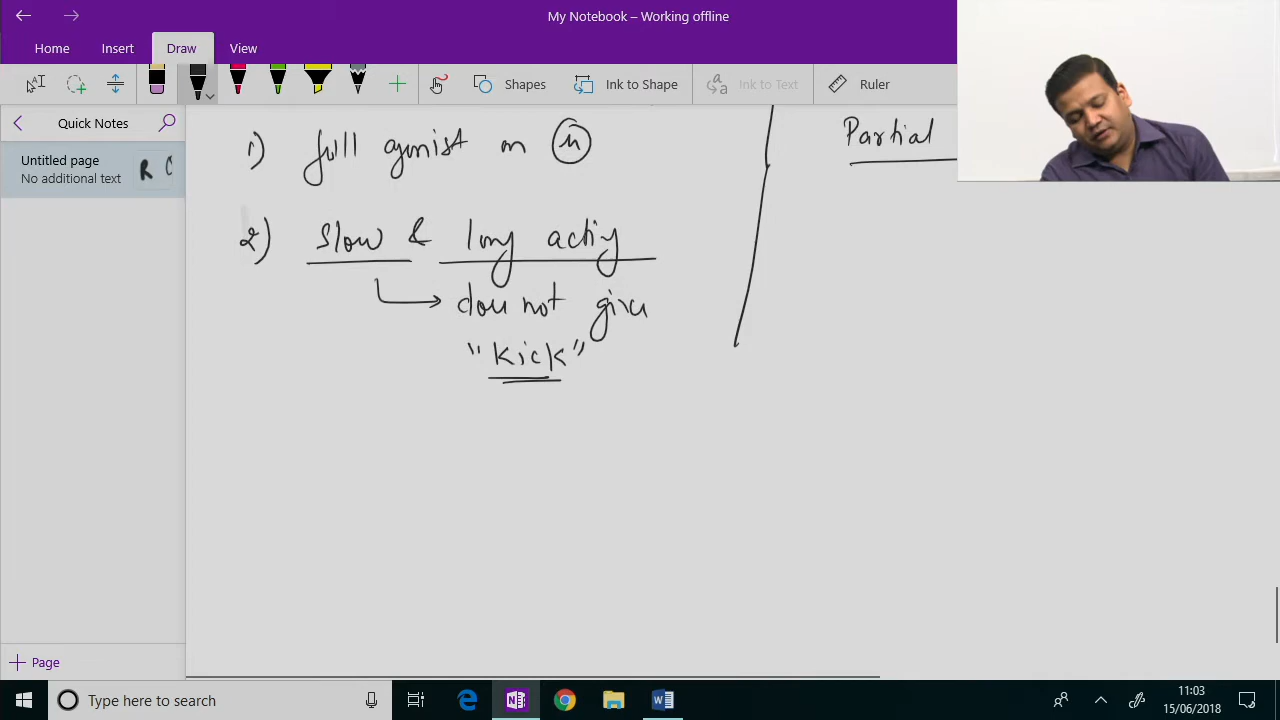 My Notebook – Working offline
Home Insert Draw View
Shapes Ink to Shape Ink to Text Ruler
Quick Notes
Untitled page
No additional text
R C
1) full agonist on μ
2) slow & long acting
does not give
"kick"
Partial
Page
Type here to search
11:03
15/06/2018